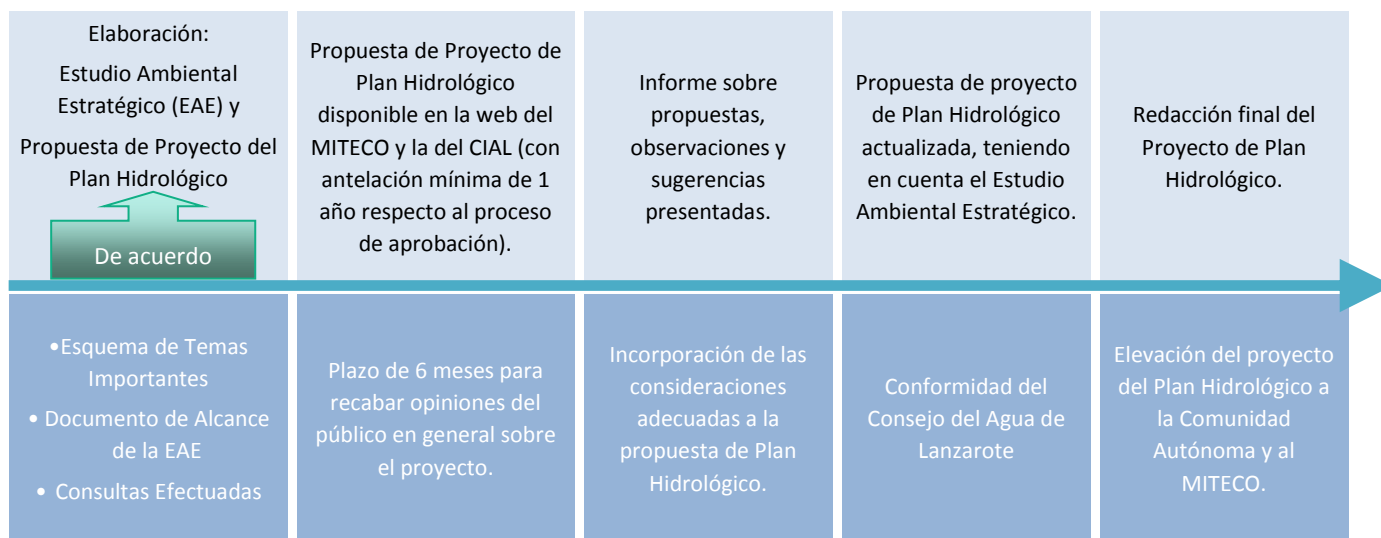 Elaboración:
Estudio Ambiental
Estratégico (EAE) y
Propuesta de Proyecto del
Plan Hidrológico
De acuerdo
•Esquema de Temas
Importantes
• Documento de Alcance
de la EAE
• Consultas Efectuadas
Propuesta de Proyecto de
Plan Hidrológico
disponible en la web del
MITECO y la del CIAL (con
antelación mínima de 1
año respecto al proceso
de aprobación).
Plazo de 6 meses para
recabar opiniones del
público en general sobre
el proyecto.
Informe sobre
propuestas,
observaciones y
sugerencias
presentadas.
Incorporación de las
consideraciones
adecuadas a la
propuesta de Plan
Hidrológico.
Propuesta de proyecto
de Plan Hidrológico
actualizada, teniendo
en cuenta el Estudio
Ambiental Estratégico.
Conformidad del
Consejo del Agua de
Lanzarote
Redacción final del
Proyecto de Plan
Hidrológico.
Elevación del proyecto
del Plan Hidrológico a
la Comunidad
Autónoma y al
MITECO.